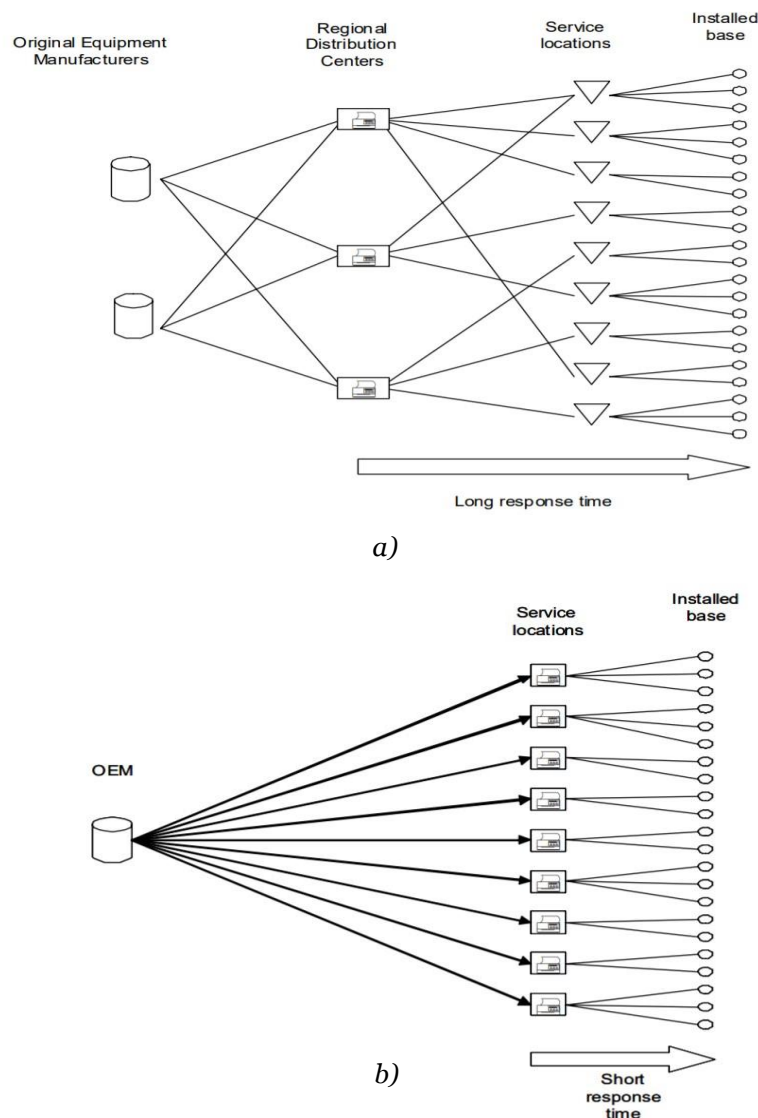 Original Equipment
Manufacturers
Regional
Distribution
Centers
Service
locations
Installed
base
Long response time
a)
Service
locations
Installed
base
OEM
b)
Short
response
time